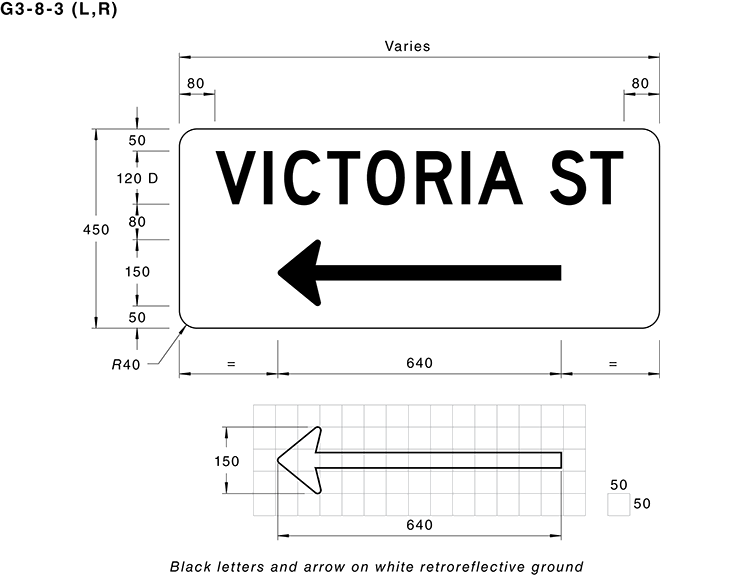 G3-8-3 (L,R)
Varies
80
80
50
120 D
80
450
150
50
VICTORIA ST
R40
=
640
=
150
50
50
640
Black letters and arrow on white retroreflective ground